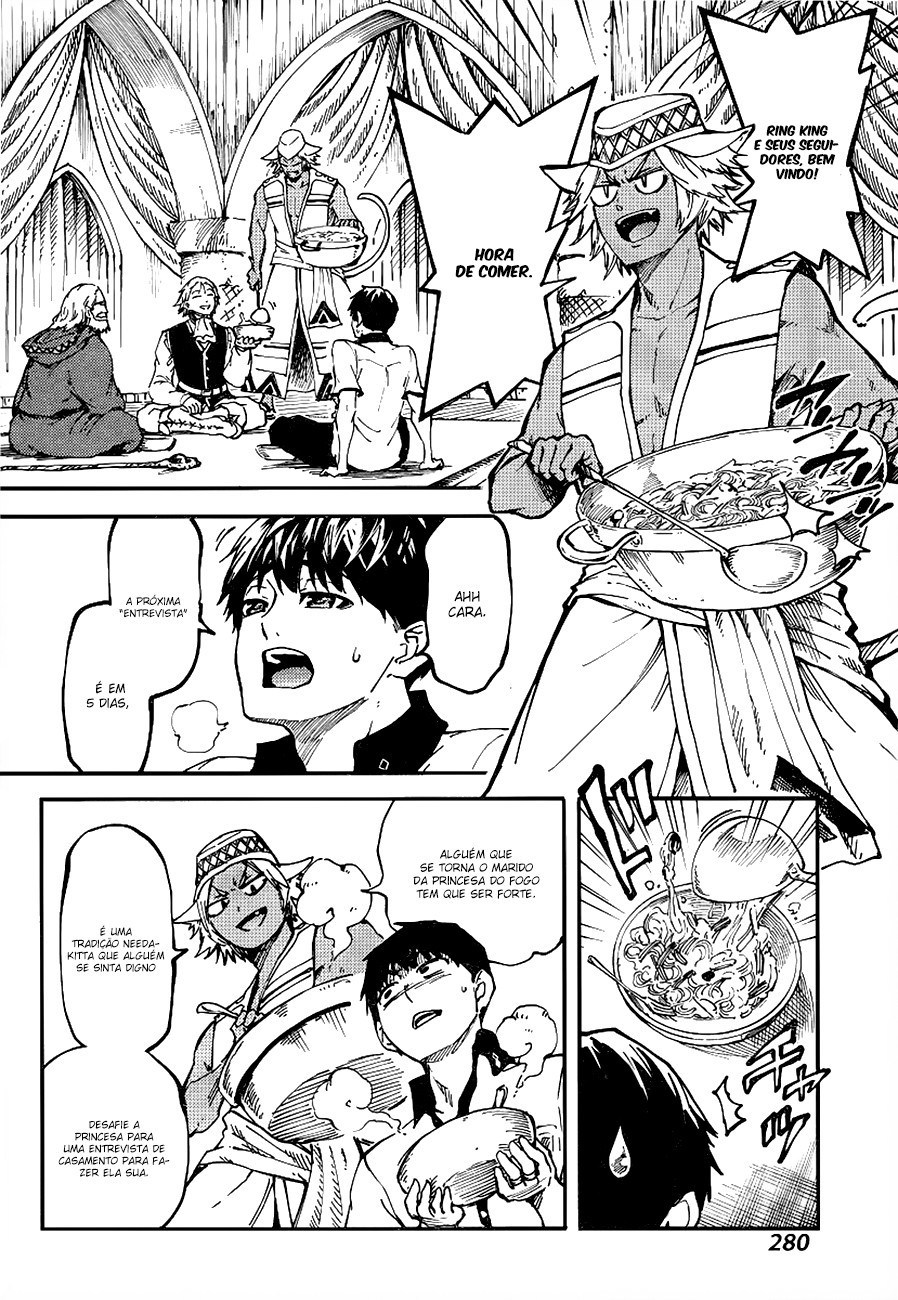 RING KING
E SEUS SEGUI-
DORES, BEM
VINDO!
HORA
DE COMER.
AHH
CARA.
A PRÓXIMA
"ENTREVISTA"
É EM
5 DIAS,
ALGUÉM QUE
SE TORNA O MARIDO
DA PRINCESA DO FOGO
TEM QUE SER FORTE.
É UMA
TRADIÇÃO NEEDA-
KITTA QUE ALGUÉM
SE SINTA DIGNO
DESAFIE A
PRINCESA PARA
UMA ENTREVISTA DE
CASAMENTO PARA FA-
ZER ELA SUA.
280